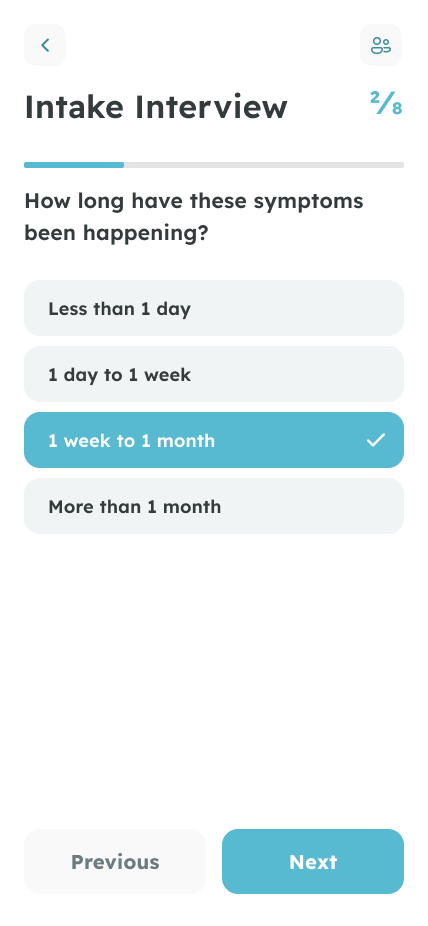 Intake Interview
2/8
How long have these symptoms
been happening?
Less than 1 day
1 day to 1 week
1 week to 1 month
More than 1 month
Previous
Next